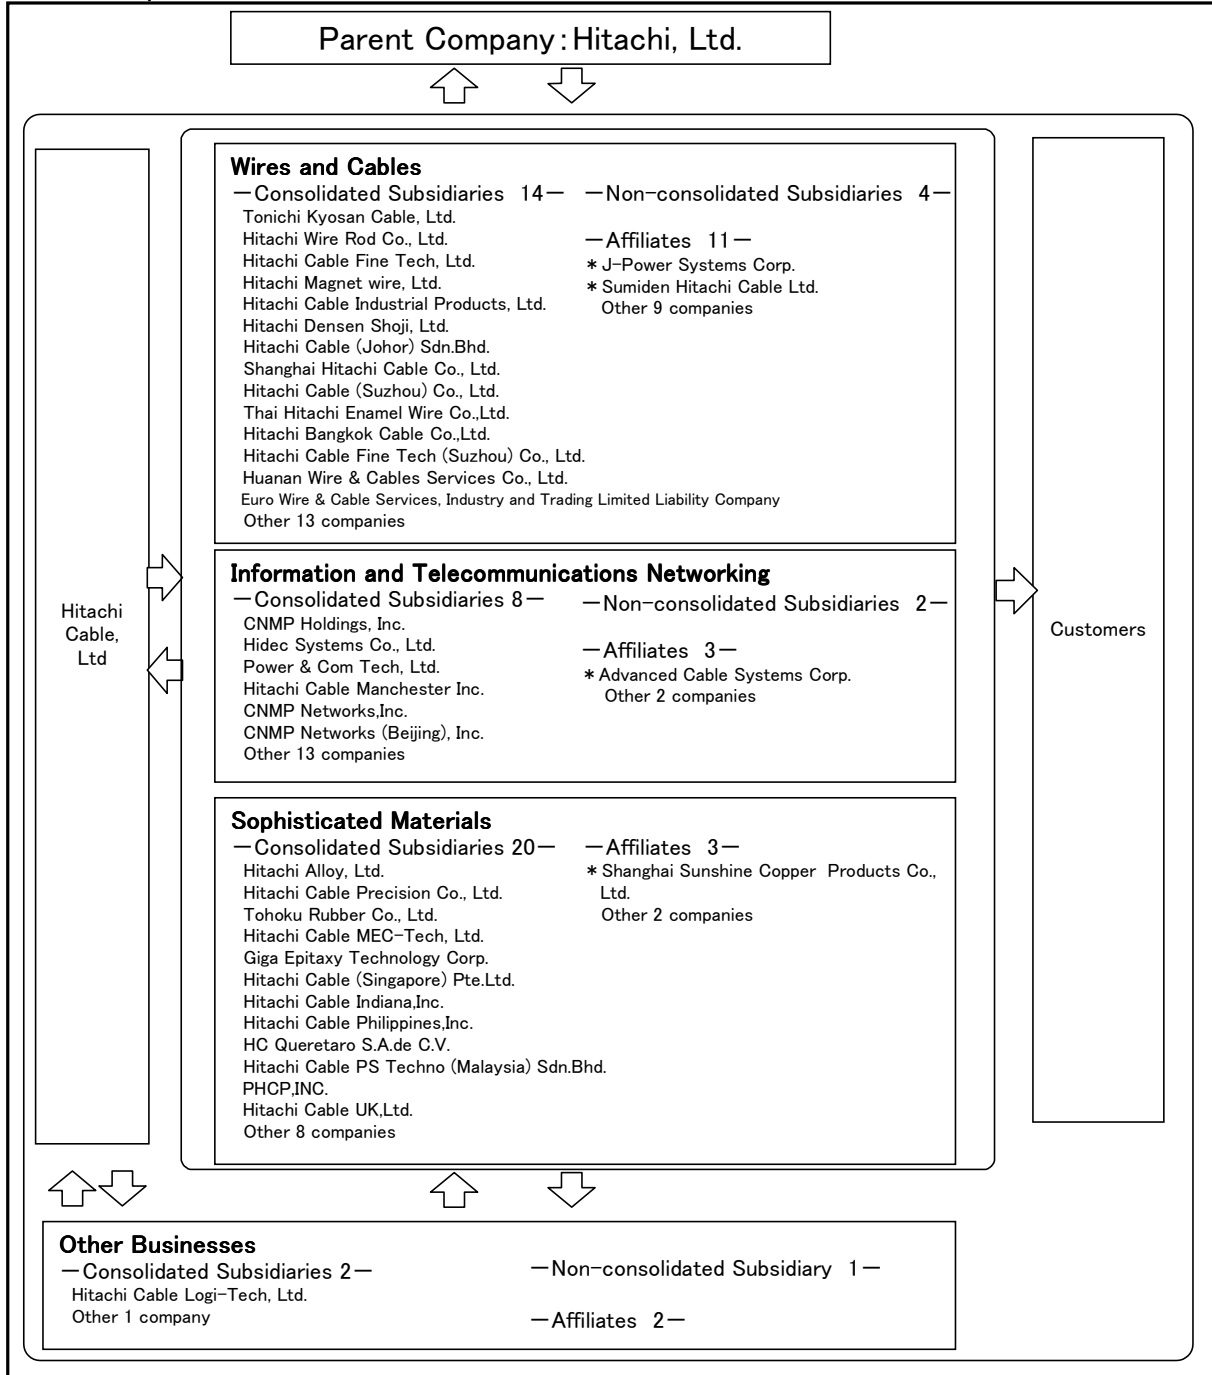 Parent Company:Hitachi, Ltd.
Hitachi
Cable,
Ltd
Wires and Cables
—Consolidated Subsidiaries 14—
Tonichi Kyosan Cable, Ltd.
Hitachi Wire Rod Co., Ltd.
Hitachi Cable Fine Tech, Ltd.
Hitachi Magnet wire, Ltd.
Hitachi Cable Industrial Products, Ltd.
Hitachi Densen Shoji, Ltd.
Hitachi Cable (Johor) Sdn.Bhd.
Shanghai Hitachi Cable Co., Ltd.
Hitachi Cable (Suzhou) Co., Ltd.
Thai Hitachi Enamel Wire Co.,Ltd.
Hitachi Bangkok Cable Co.,Ltd.
Hitachi Cable Fine Tech (Suzhou) Co., Ltd.
Huanan Wire & Cables Services Co., Ltd.
Euro Wire & Cable Services, Industry and Trading Limited Liability Company
Other 13 companies
—Non-consolidated Subsidiaries 4—
—Affiliates 11—
* J-Power Systems Corp.
* Sumiden Hitachi Cable Ltd.
Other 9 companies
Information and Telecommunications Networking
—Consolidated Subsidiaries 8—
CNMP Holdings, Inc.
Hidec Systems Co., Ltd.
Power & Com Tech, Ltd.
Hitachi Cable Manchester Inc.
CNMP Networks,Inc.
CNMP Networks (Beijing), Inc.
Other 13 companies
—Non-consolidated Subsidiaries 2—
—Affiliates 3—
* Advanced Cable Systems Corp.
Other 2 companies
Sophisticated Materials
—Consolidated Subsidiaries 20—
Hitachi Alloy, Ltd.
Hitachi Cable Precision Co., Ltd.
Tohoku Rubber Co., Ltd.
Hitachi Cable MEC-Tech, Ltd.
Giga Epitaxy Technology Corp.
Hitachi Cable (Singapore) Pte.Ltd.
Hitachi Cable Indiana,Inc.
Hitachi Cable Philippines,Inc.
HC Queretaro S.A.de C.V.
Hitachi Cable PS Techno (Malaysia) Sdn.Bhd.
PHCP,INC.
Hitachi Cable UK,Ltd.
Other 8 companies
—Affiliates 3—
* Shanghai Sunshine Copper Products Co.,
Ltd.
Other 2 companies
Customers
Other Businesses
—Consolidated Subsidiaries 2—
Hitachi Cable Logi-Tech, Ltd.
Other 1 company
—Non-consolidated Subsidiary 1—
—Affiliates 2—